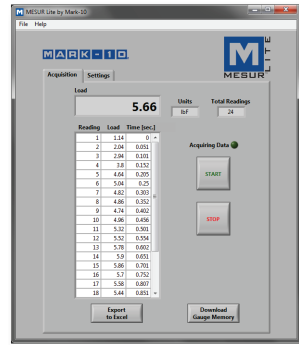 MESUR Lite by Mark-10
File Help
MARK-10
M
MESUR
LITE
Acquisition Settings
Load
5.66
Units
lbF
Total Readings
24
Reading Load Time [sec.]
1 1.14 0
2 2.04 0.051
3 2.94 0.101
4 3.8 0.152
5 4.64 0.205
6 5.04 0.25
7 4.82 0.303
8 4.86 0.352
9 4.74 0.402
10 4.96 0.456
11 5.32 0.501
12 5.52 0.554
13 5.78 0.602
14 5.9 0.651
15 5.86 0.701
16 5.7 0.752
17 5.58 0.807
18 5.44 0.851
Acquiring Data
START
STOP
Export
to Excel
Download
Gauge Memory